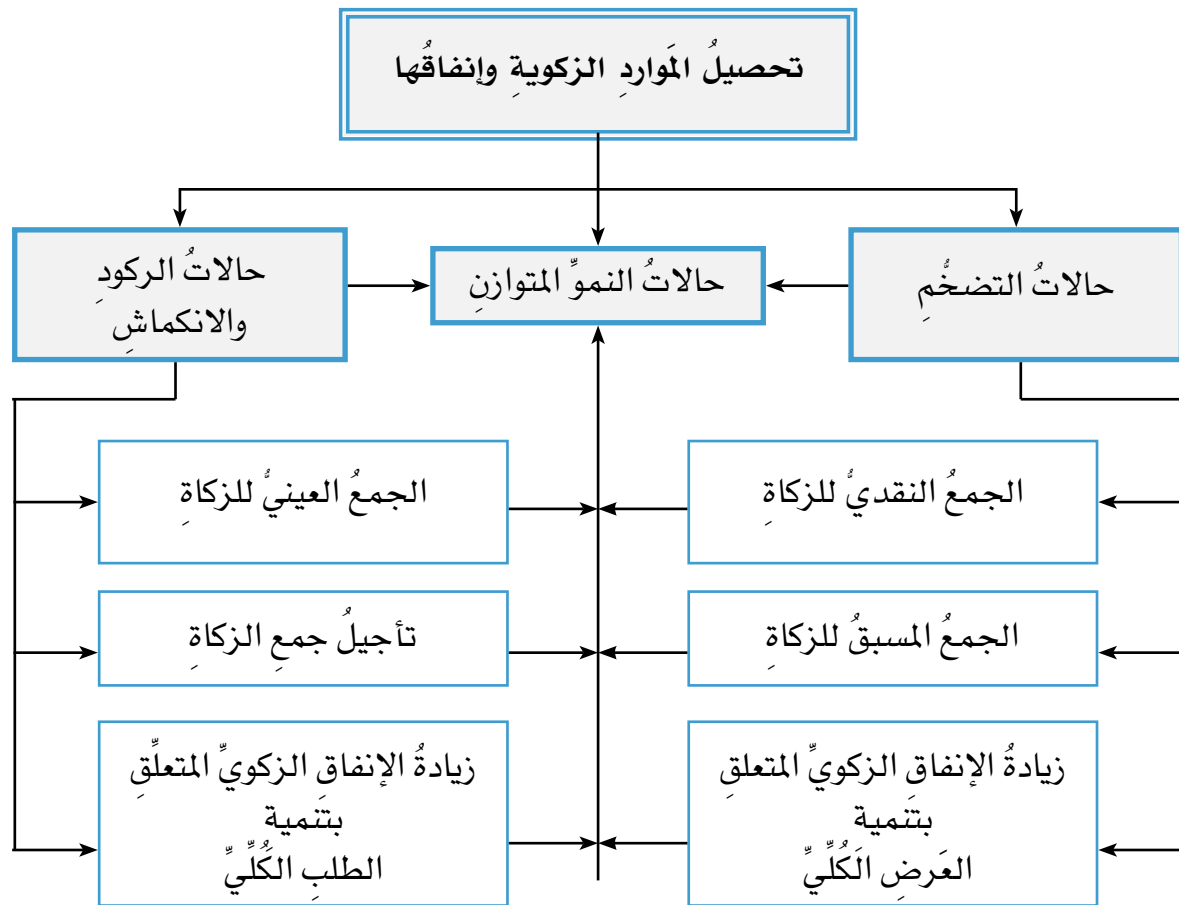 تحصيلُ المَواردِ الزكويةِ وإنفاقُها
حالاتُ التضخُّمِ
حالاتُ النموِّ المتوازنِ
حالاتُ الركودِ
والانكماشِ
الجمعُ النقديُّ للزكاةِ
الجمعُ العينيُّ للزكاةِ
الجمعُ المسبقُ للزكاةِ
تأجيلُ جمعِ الزكاةِ
زيادةُ الإنفاقِ الزكويِّ المتعلقِ
بتَنمية
العَرضِ الَكُلِّيِّ
زيادةُ الإنفاقِ الزكويِّ المتعلِّقِ
بتَنمية
الطلبِ الكَُلِّيِّ